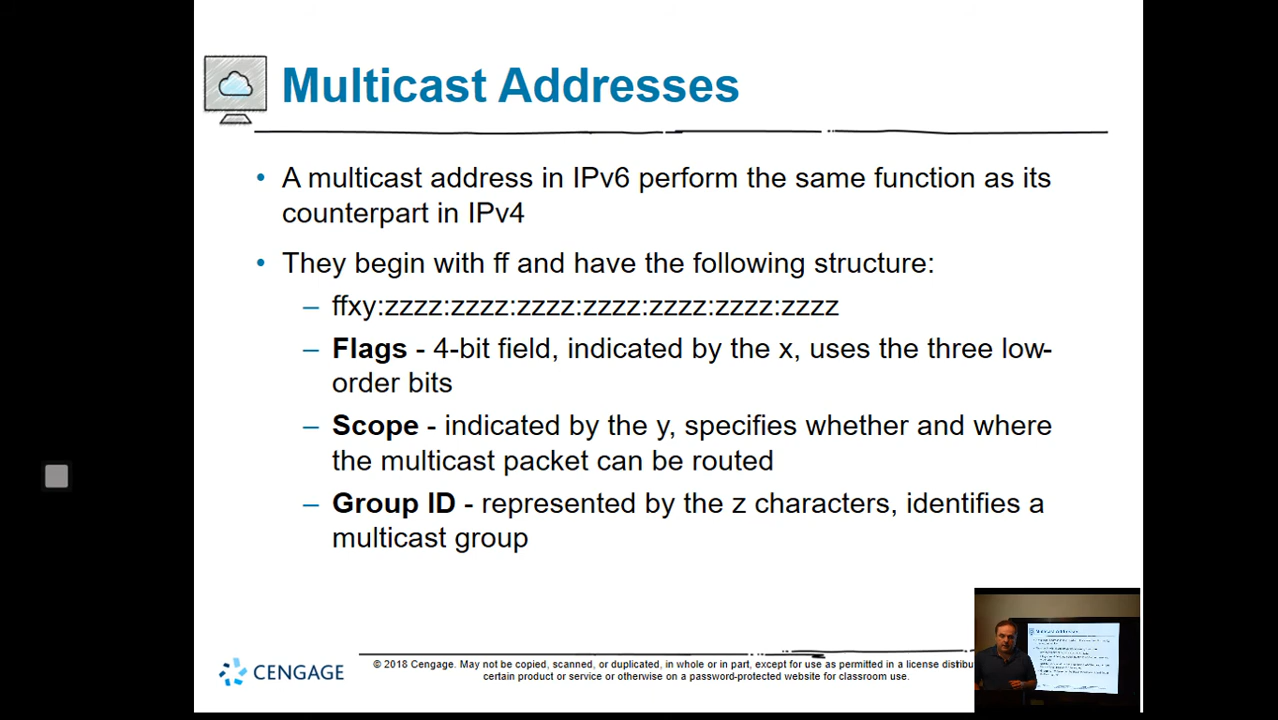 Multicast Addresses
• A multicast address in IPv6 perform the same function as its
counterpart in IPv4
• They begin with ff and have the following structure:
– ffxy:zzzz:zzzz:zzzz:zzzz:zzzz:zzzz:zzzz
– Flags - 4-bit field, indicated by the x, uses the three low-
order bits
– Scope - indicated by the y, specifies whether and where
the multicast packet can be routed
– Group ID - represented by the z characters, identifies a
multicast group
CENGAGE
© 2018 Cengage. May not be copied, scanned, or duplicated, in whole or in part, except for use as permitted in a license
certain product or service or otherwise on a password-protected website for classroom use.
Multicast Addresses